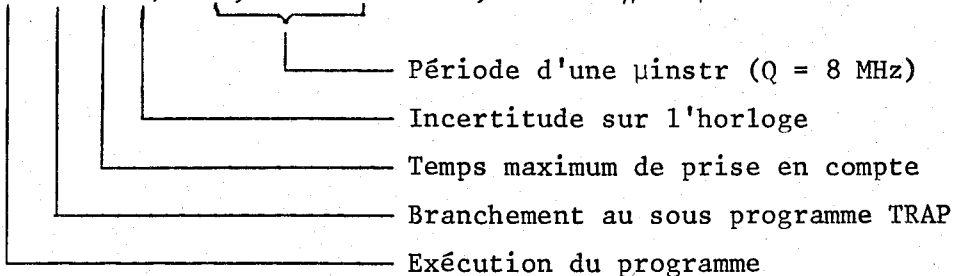 Période d'une μinstr (Q = 8 MHz)
Incertitude sur l'horloge
Temps maximum de prise en compte
Branchement au sous programme TRAP
Exécution du programme